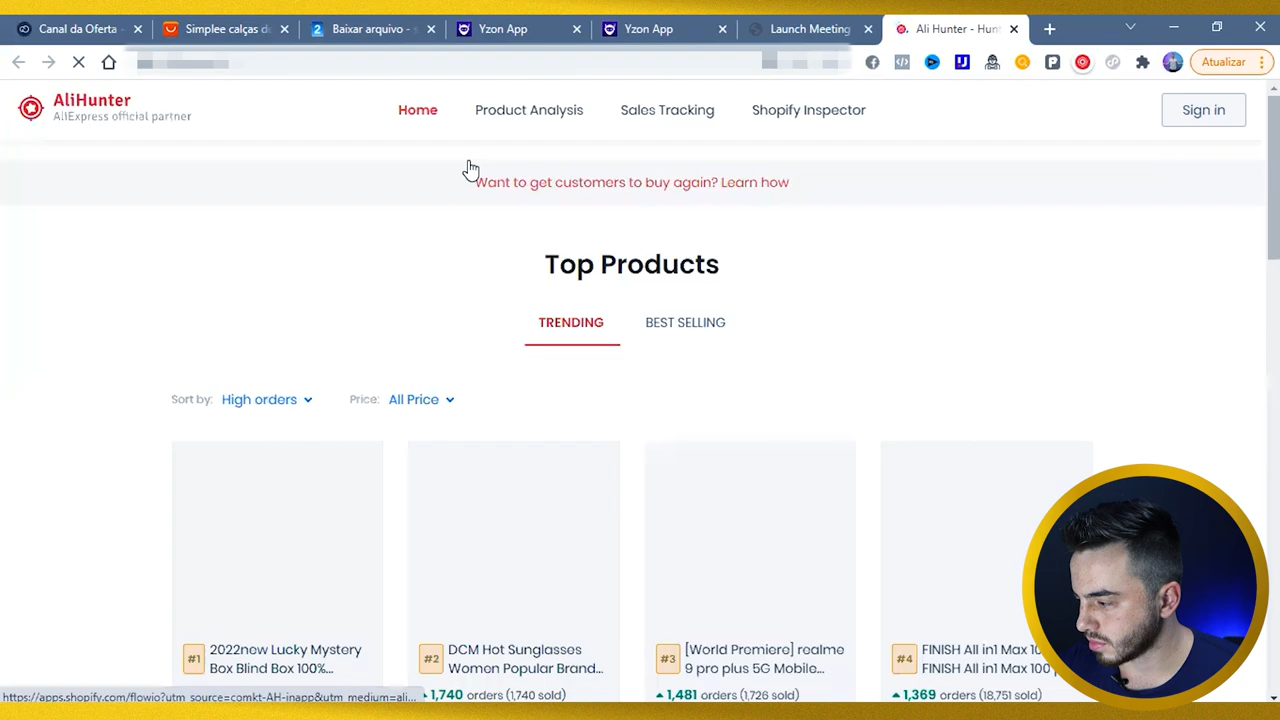 Canal da Oferta -
Simplee calças de
Baixar arquivo - s
Yzon App
Yzon App
Launch Meeting
Ali Hunter - Hun
Atualizar
AliHunter
AliExpress official partner
Home
Product Analysis
Sales Tracking
Shopify Inspector
Sign in
Want to get customers to buy again? Learn how
Top Products
TRENDING
BEST SELLING
Sort by: High orders
Price: All Price
#1 2022new Lucky Mystery
Box Blind Box 100%...
#2 DCM Hot Sunglasses
Women Popular Brand...
1,740 orders (1,740 sold)
#3 [World Premiere] realme
9 pro plus 5G Mobile...
1,481 orders (1,726 sold)
#4 FINISH All in1 Max 10
FINISH All in1 Max 100
1,369 orders (18,751 sold)
https://apps.shopify.com/flowio?utm_source=comkt-AH-inapp&utm_medium=ali...